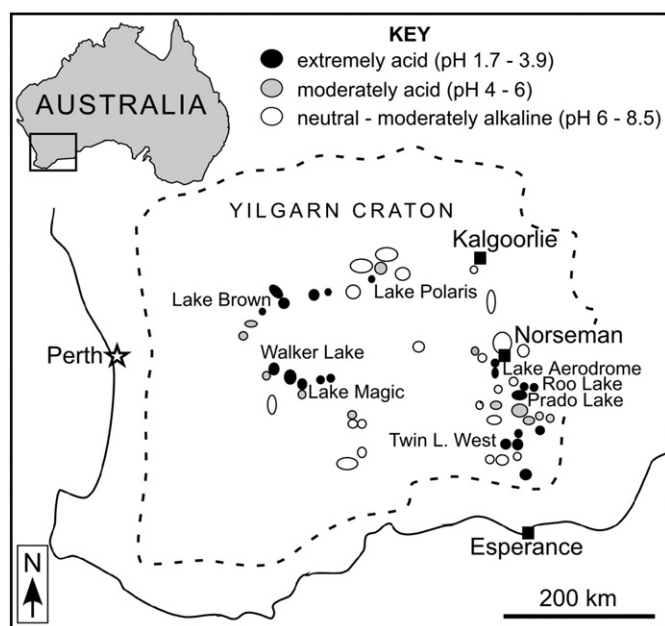 KEY
extremely acid (pH 1.7 - 3.9)
moderately acid (pH 4 - 6)
neutral - moderately alkaline (pH 6 - 8.5)
AUSTRALIA
YILGARN CRATON
Kalgoorlie
Lake Brown
Lake Polaris
Perth
Norseman
Walker Lake
Lake Aerodrome
Lake Magic
Roo Lake
Prado Lake
Twin L. West
Esperance
N
200 km